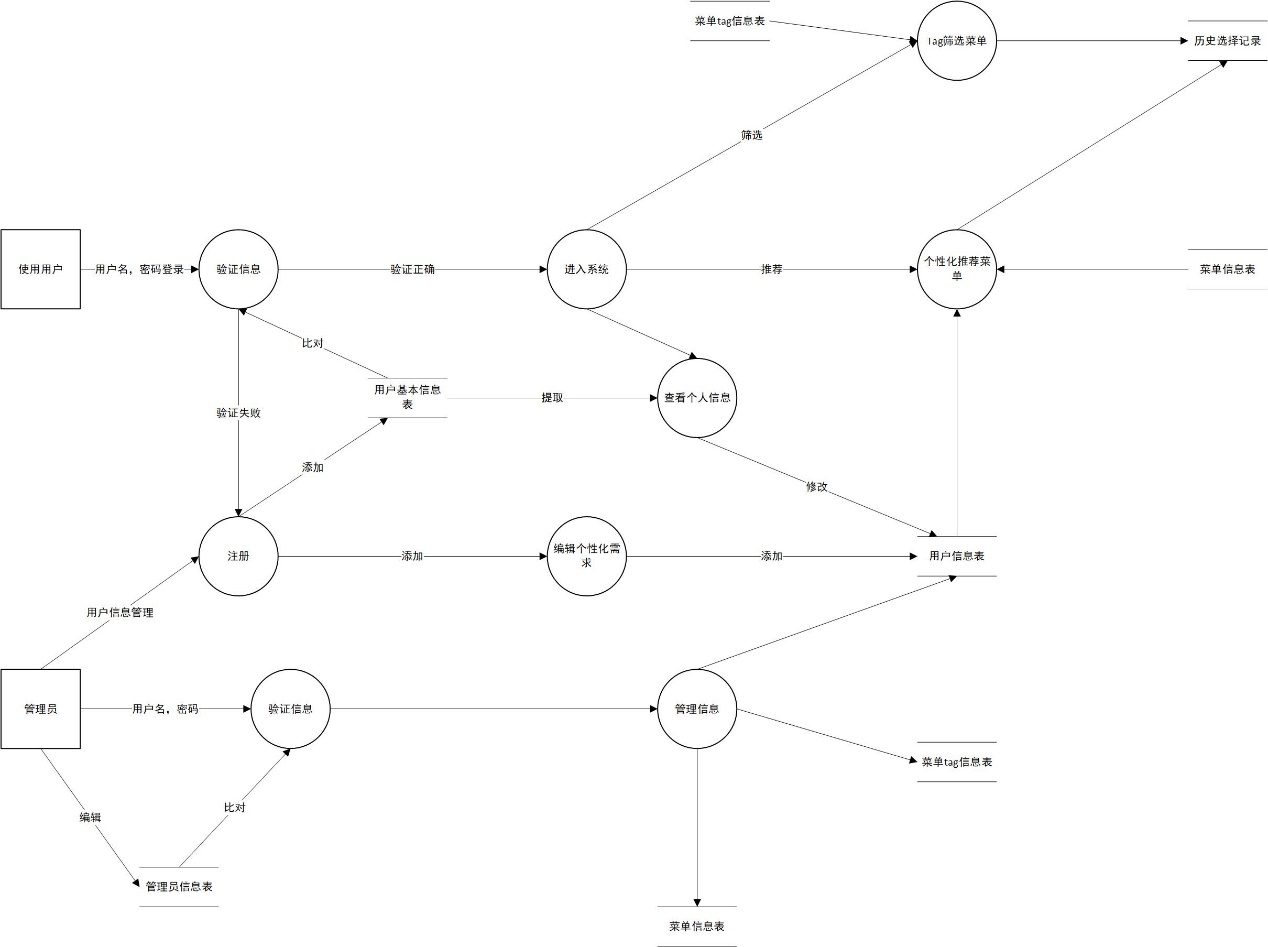 菜单tag信息表
Tag筛选菜单
历史选择记录
筛选
使用用户
用户名，密码登录
验证信息
验证正确
进入系统
推荐
个性化推荐菜
单
菜单信息表
比对
用户基本信息
表
提取
查看个人信息
验证失败
添加
修改
注册
添加
编辑个性化需
求
添加
用户信息表
用户信息管理
管理员
用户名，密码
验证信息
管理信息
菜单tag信息表
编辑
比对
管理员信息表
菜单信息表